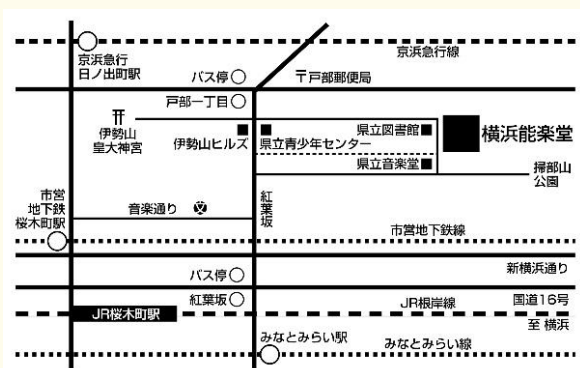 京浜急行
日ノ出町駅
京浜急行線
バス停
〒戸部郵便局
戸部一丁目
伊勢山
皇大神宮
伊勢山ヒルズ
県立青少年センター
県立図書館
県立音楽堂
横浜能楽堂
掃部山
公園
市営
地下鉄
桜木町駅
音楽通り
紅葉坂
市営地下鉄線
バス停
新横浜通り
紅葉坂
JR根岸線
国道16号
JR桜木町駅
至 横浜
みなとみらい駅
みなとみらい線